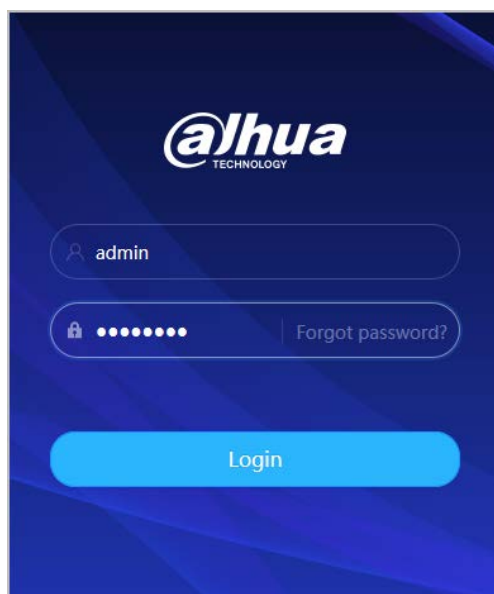 alhua
TECHNOLOGY
admin
●●●●●●●●
Forgot password?
Login